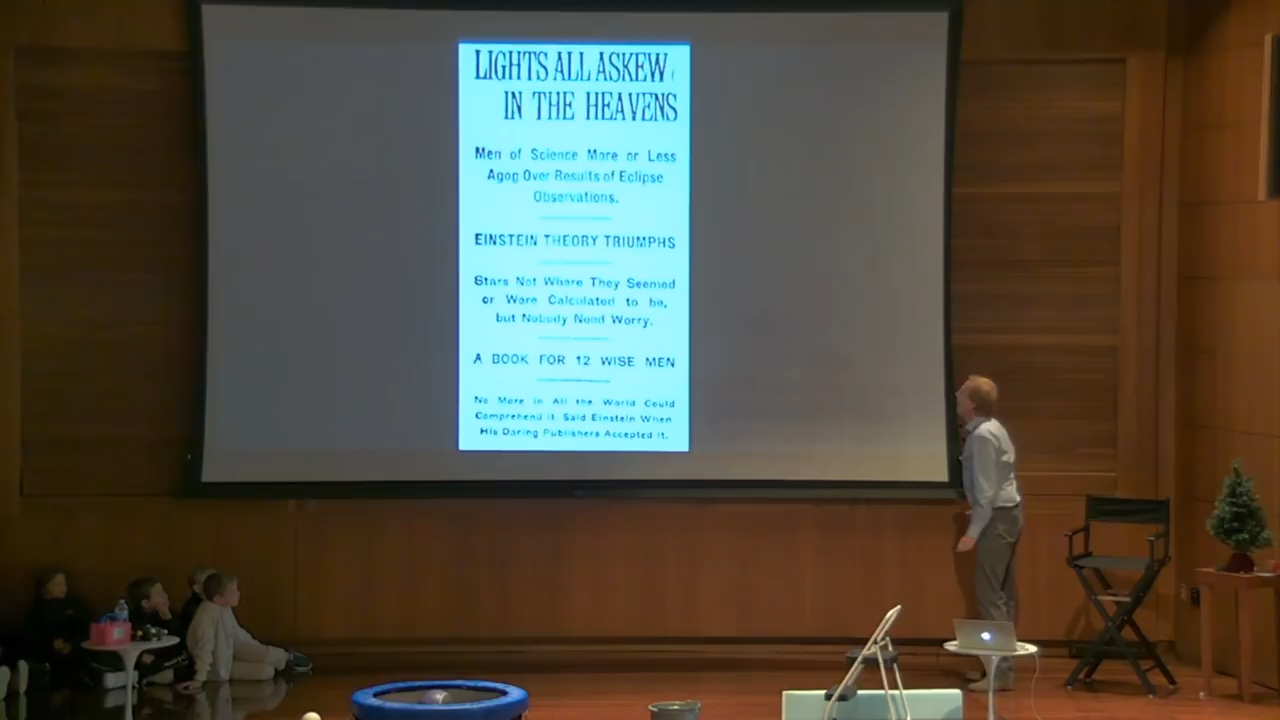 LIGHTS ALL ASKEW
IN THE HEAVENS
Men of Science More or Less
Agog Over Results of Eclipse
Observations.
EINSTEIN THEORY TRIUMPHS
Stars Not Where They Seemed
or Were Calculated to be,
but Nobody Need Worry.
A BOOK FOR 12 WISE MEN
No More in All the World Could
Comprehend It, Said Einstein When
His Daring Publishers Accepted It.